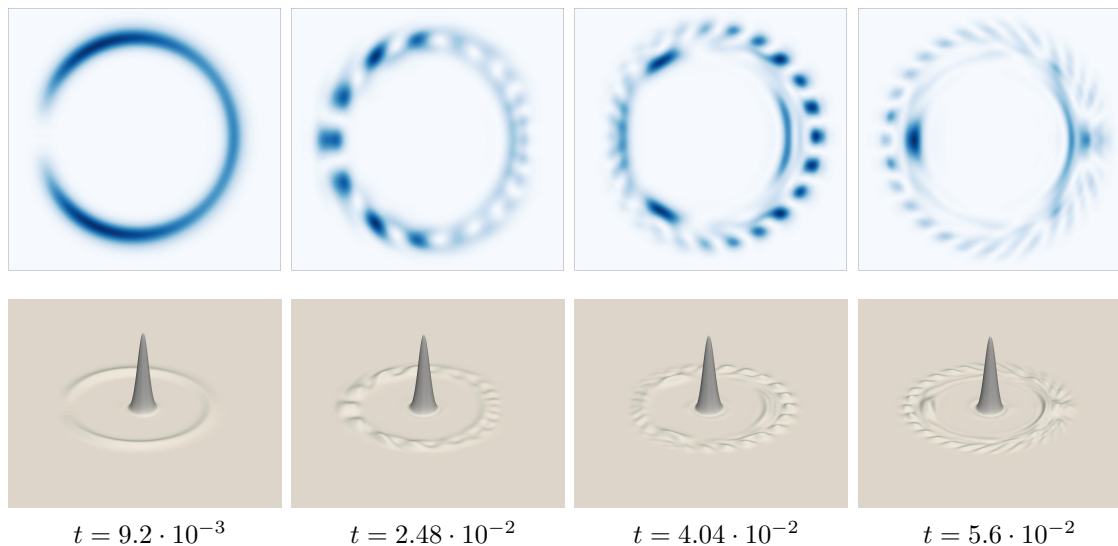 t = 9.2 · 10⁻³ t = 2.48 · 10⁻² t = 4.04 · 10⁻² t = 5.6 · 10⁻²